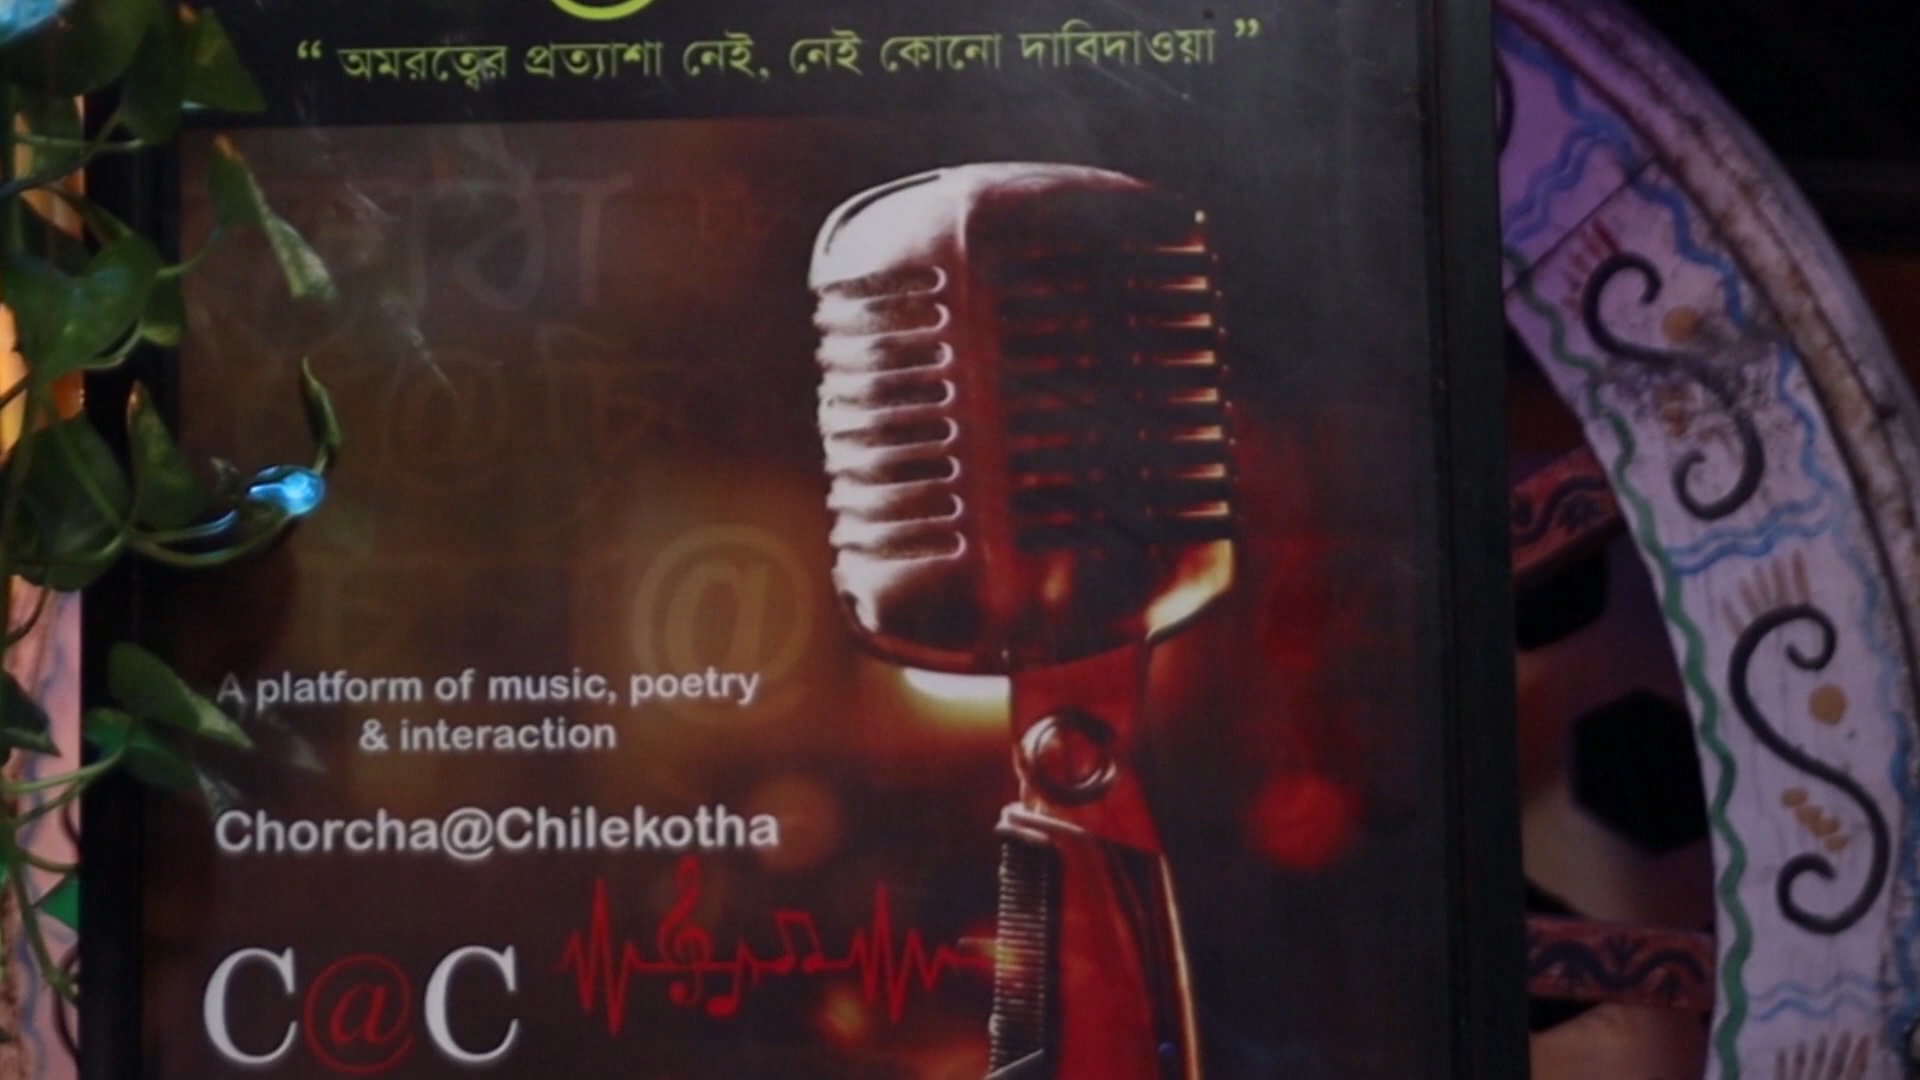 “ অমরত্বের প্রত্যাশা নেই, নেই কোনো দাবিদাওয়া ”
A platform of music, poetry
& interaction
Chorcha@Chilekotha
C@C